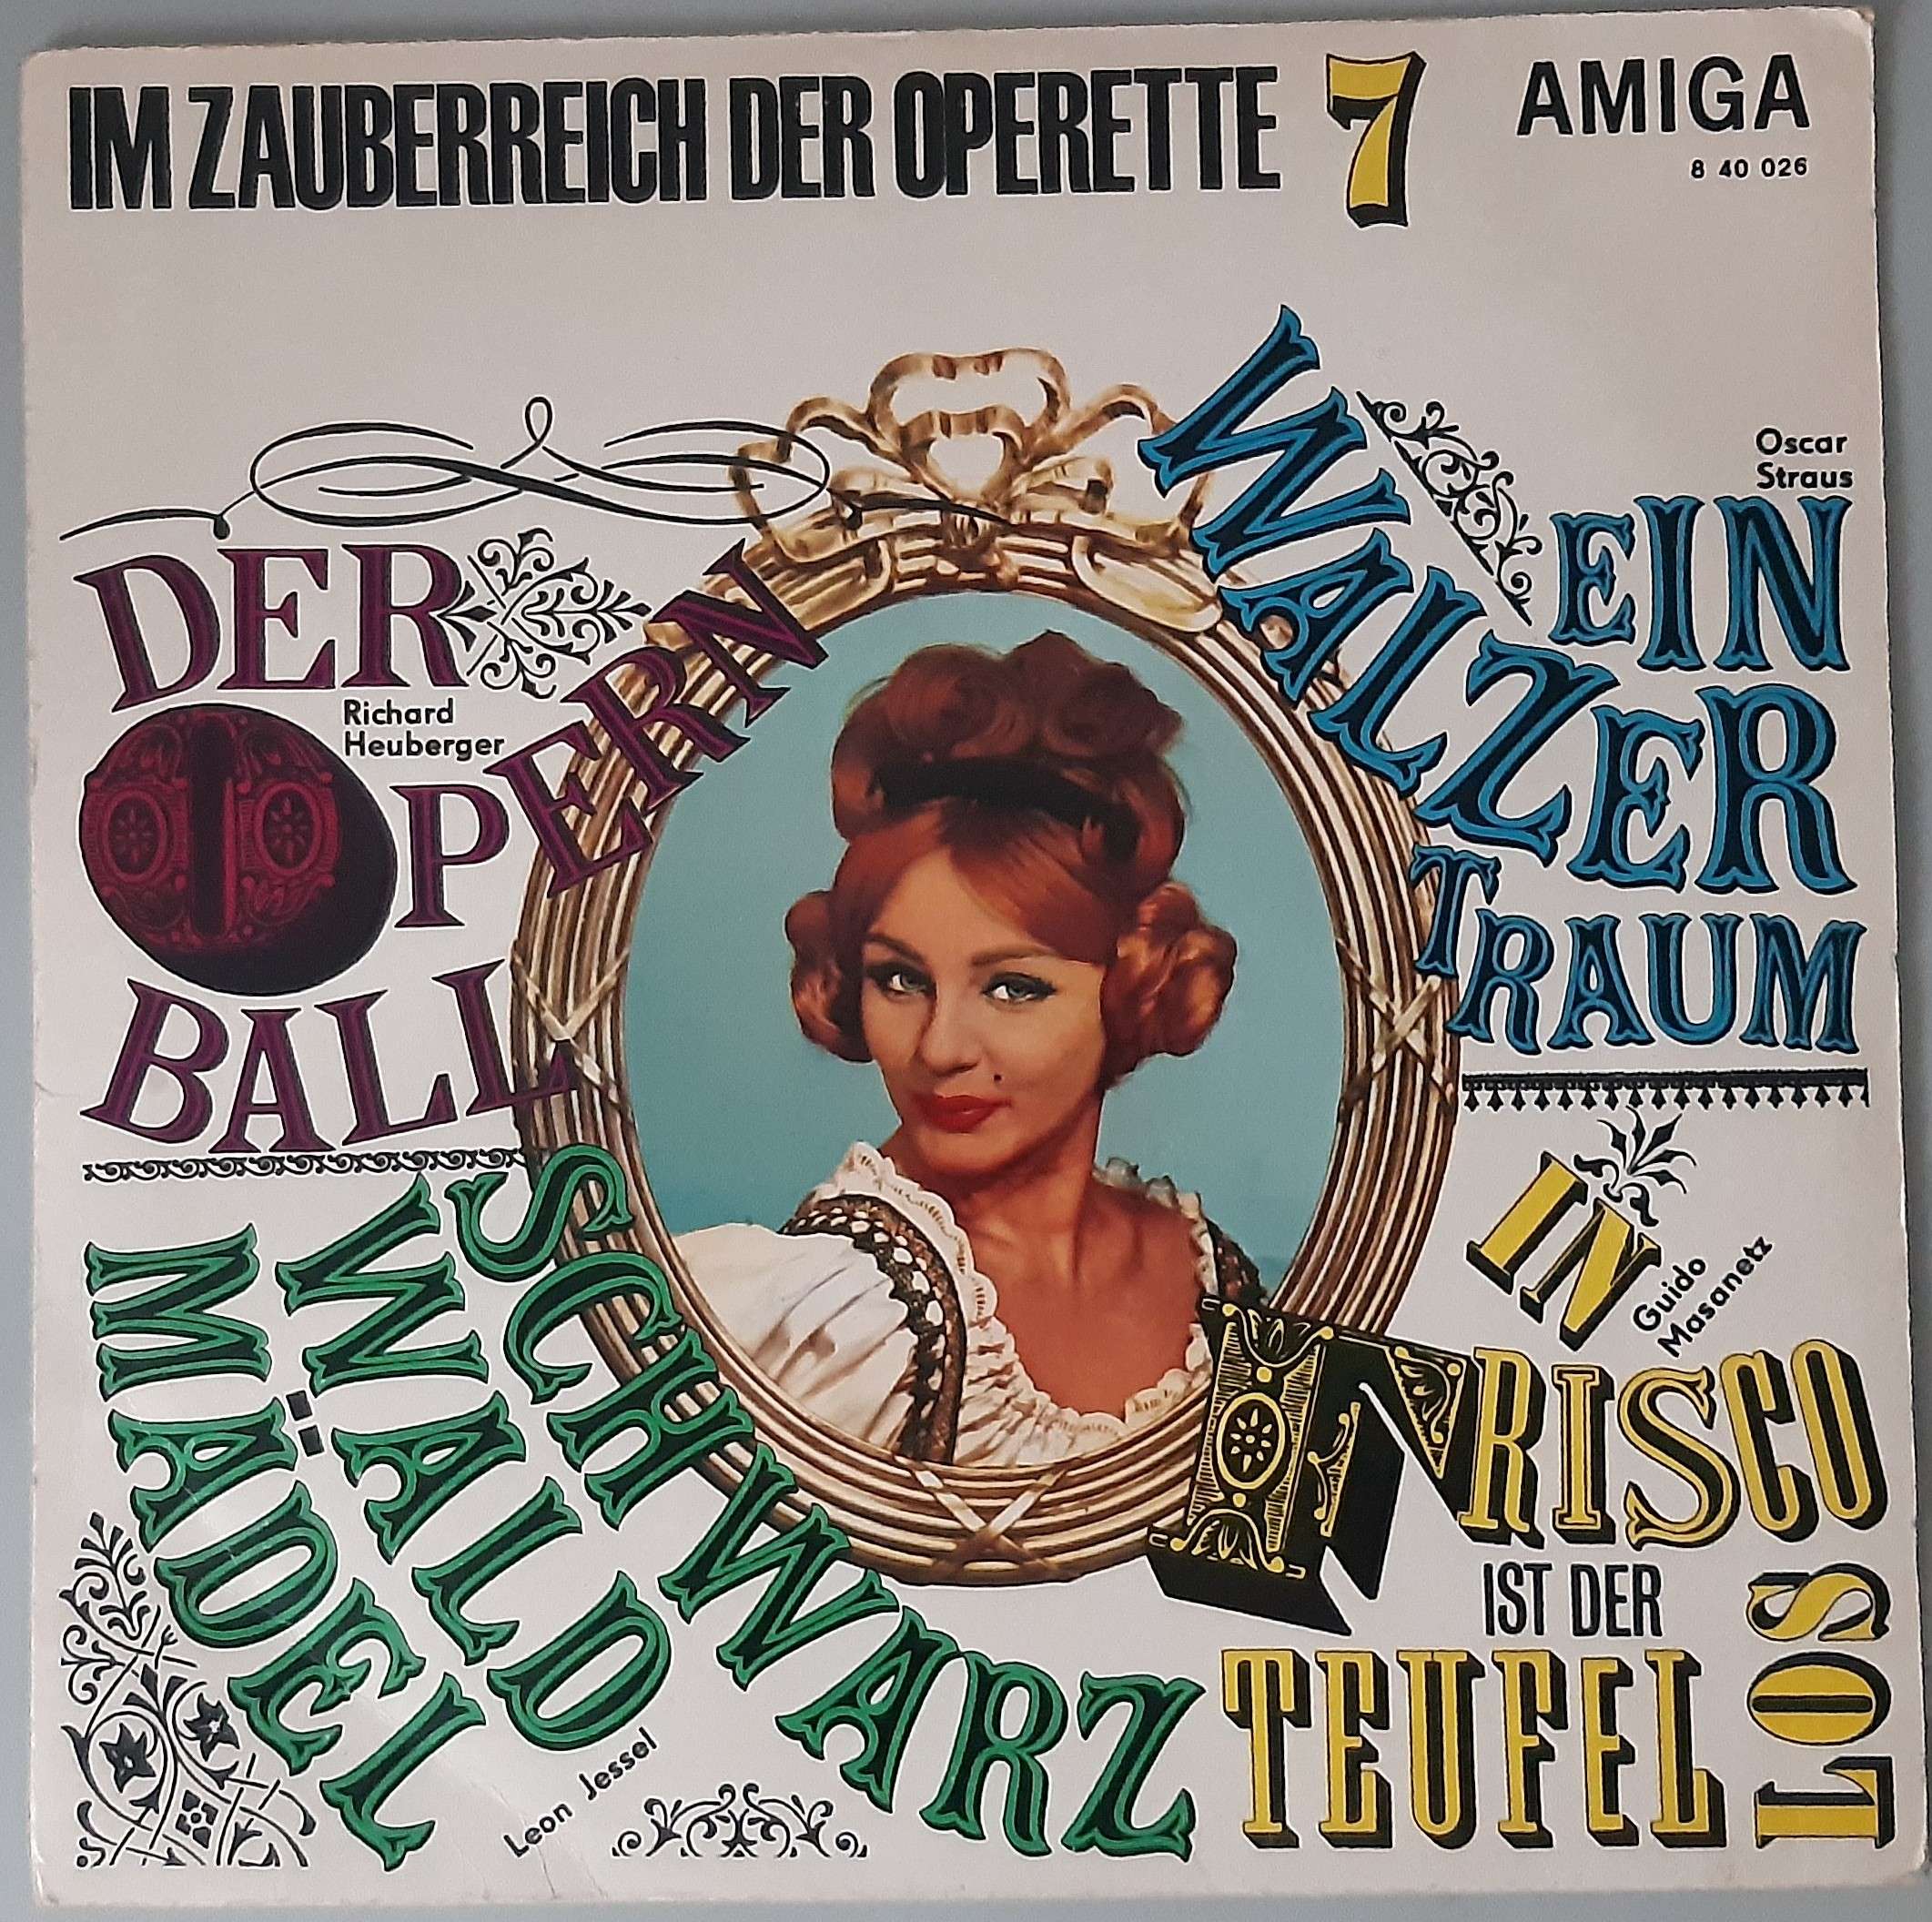 IM ZAUBERREICH DER OPERETTE 7
AMIGA
8 40 026
DER
OPERN
BALL
Richard
Heuberger
Oscar
Straus
EIN
WALZER
WALZER
TRAUM
SCHWARZ
WALD
MÄDEL
Leon Jessel
IN
Guido
Masanetz
FRISCO
IST DER
TEUFEL
LOS